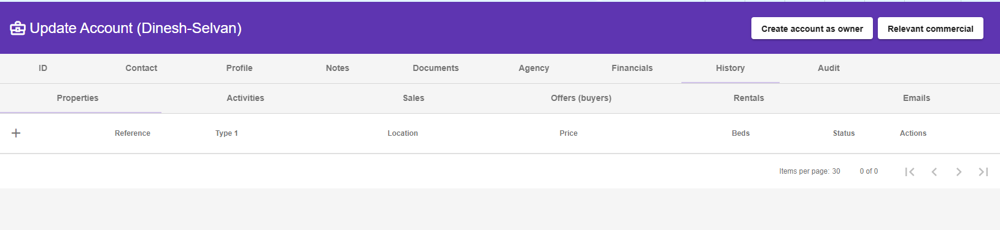 Update Account (Dinesh-Selvan)
Create account as owner
Relevant commercial
ID Contact Profile Notes Documents Agency Financials History Audit
Properties Activities Sales Offers (buyers) Rentals Emails
Reference Type 1 Location Price Beds Status Actions
Items per page: 30 0 of 0